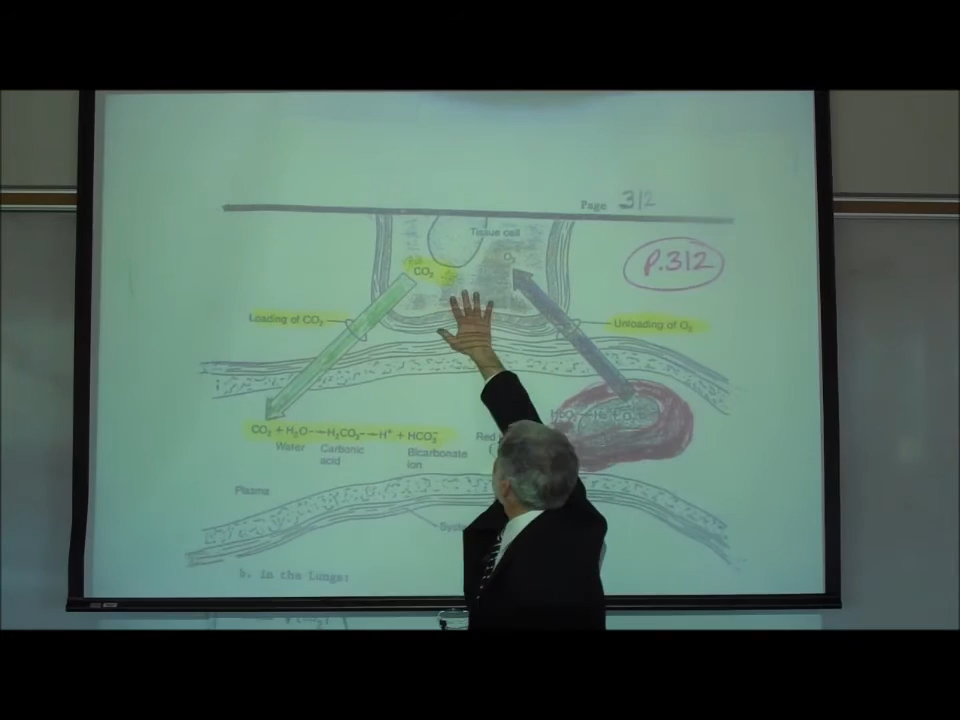 Page 312
P.312
Tissue cell
O₂
CO₂
Loading of CO₂
Unloading of O₂
CO₂ + H₂O → H₂CO₃ → H⁺ + HCO₃⁻
Water Carbonic acid
Bicarbonate ion
Red
Plasma
b. in the Lungs: